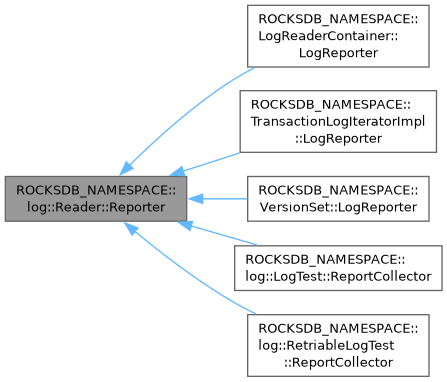 ROCKSDB_NAMESPACE::
LogReaderContainer::
LogReporter
ROCKSDB_NAMESPACE::
TransactionLogIteratorImpl
::LogReporter
ROCKSDB_NAMESPACE::
log::Reader::Reporter
ROCKSDB_NAMESPACE::
VersionSet::LogReporter
ROCKSDB_NAMESPACE::
log::LogTest::ReportCollector
ROCKSDB_NAMESPACE::
log::RetriableLogTest
::ReportCollector